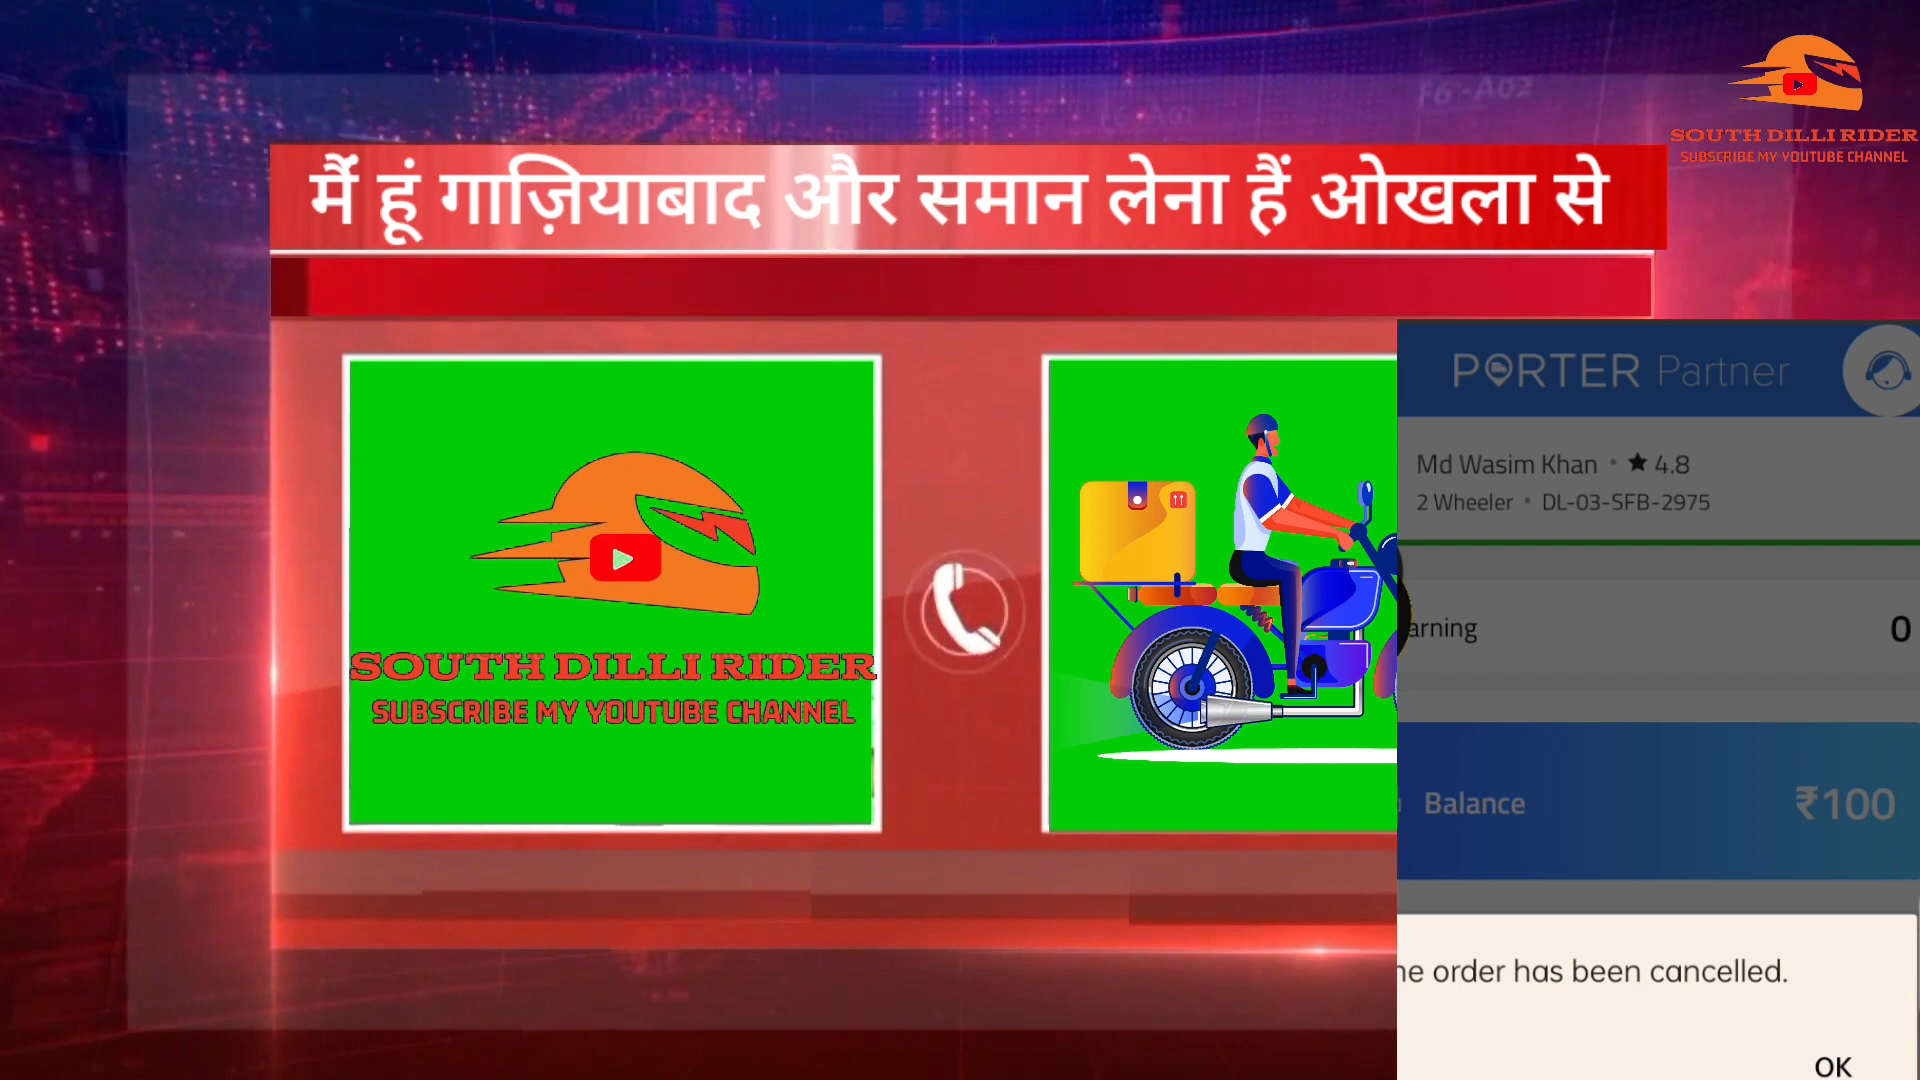 SOUTH DILLI RIDER
SUBSCRIBE MY YOUTUBE CHANNEL
मैं हूं गाज़ियाबाद और समान लेना हैं ओखला से
SOUTH DILLI RIDER
SUBSCRIBE MY YOUTUBE CHANNEL
PORTER Partner
Md Wasim Khan • ★ 4.8
2 Wheeler • DL-03-SFB-2975
arning 0
Balance ₹100
he order has been cancelled.
OK